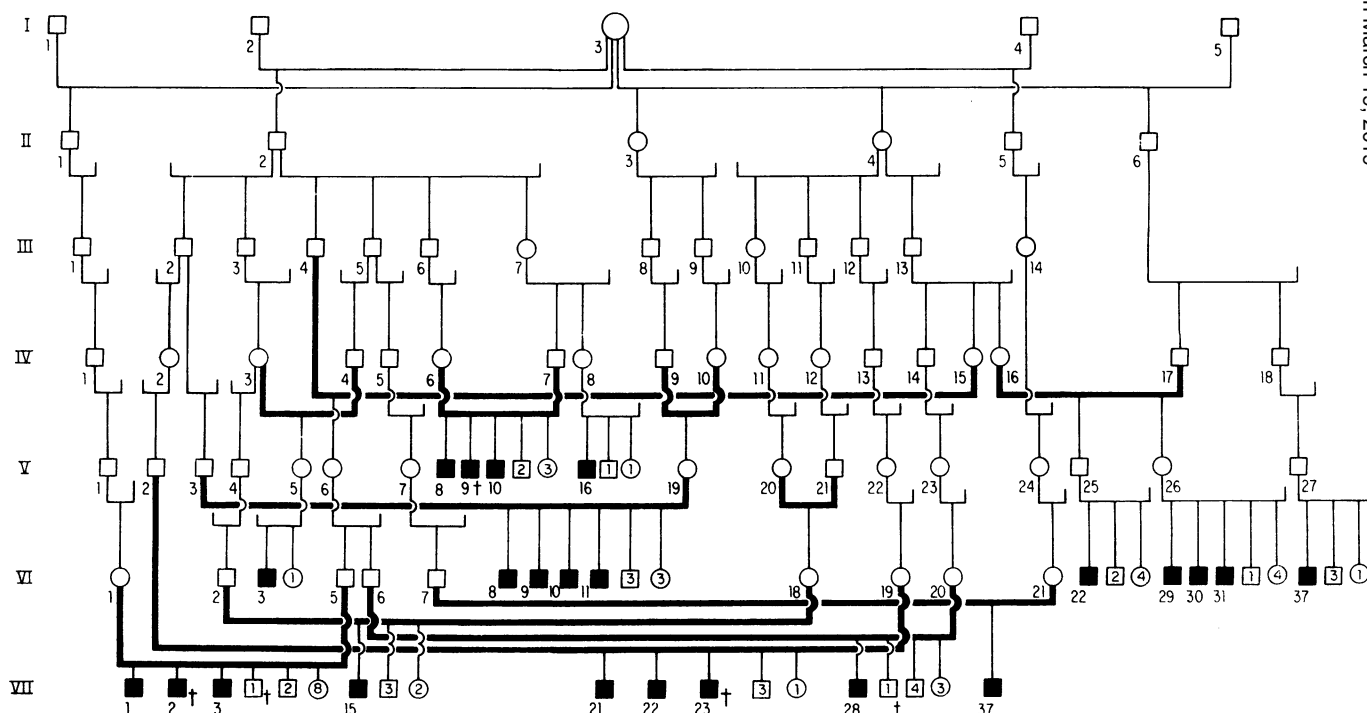 March
I
1 2 3 4 5
II
1 2 3 4 5 6
III
1 2 3 4 5 6 7 8 9 10 11 12 13 14
IV
1 2 3 4 5 6 7 8 9 10 11 12 13 14 15 16 17 18
V
2 3 1 1
1 2 3 4 5 6 7 8 9† 10 16 19 20 21 22 23 24 25 26 27
VI
1 3 3 2 4 1 4 3 1
1 2 3 5 6 7 8 9 10 11 18 19 20 21 22 29 30 31 37
VII
1 2 8 3 2 3 1 1 4 3
1 2† 3 † 15 21 22 23† 28 † 37